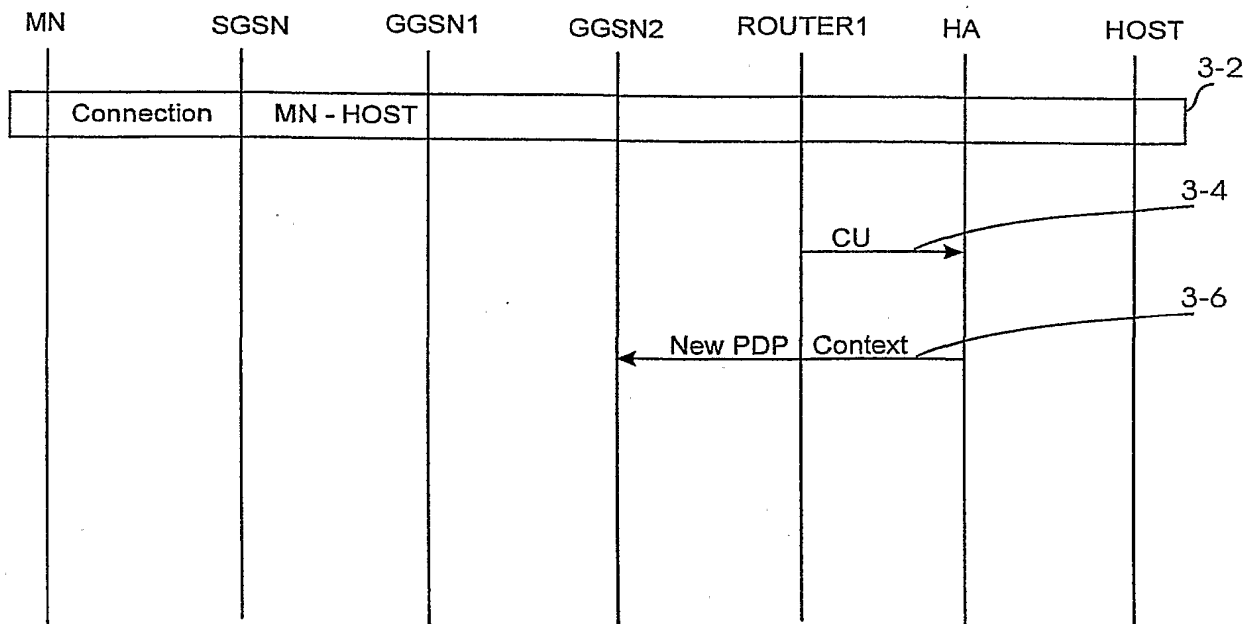 MN SGSN GGSN1 GGSN2 ROUTER1 HA HOST
3-2
Connection MN - HOST
3-4
CU
3-6
New PDP Context